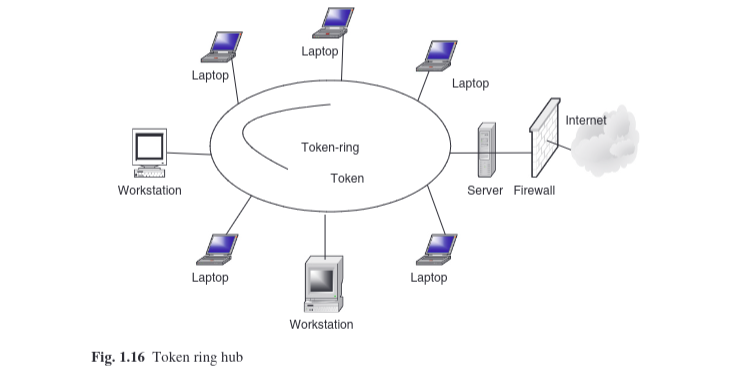 Laptop
Laptop
Laptop
Internet
Token-ring
Token
Workstation
Server
Firewall
Laptop
Laptop
Workstation
Fig. 1.16 Token ring hub